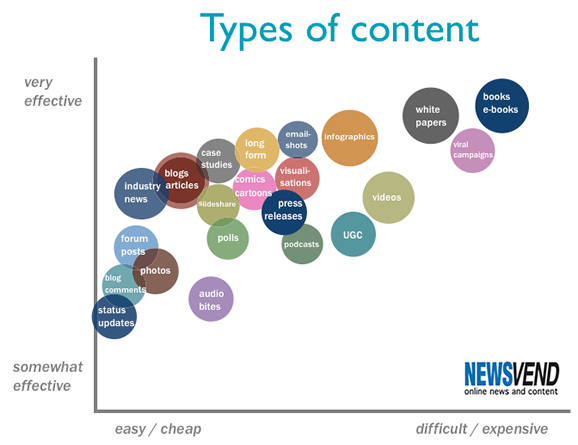 Types of content
very
effective
books
e-books
white
papers
email-
shots
infographics
long
form
viral
campaigns
case
studies
blogs
articles
visuali-
sations
comics
cartoons
industry
news
slideshare
press
releases
videos
UGC
polls
forum
posts
podcasts
photos
blog
comments
audio
bites
status
updates
somewhat
effective
NEWSVEND
online news and content
easy / cheap
difficult / expensive